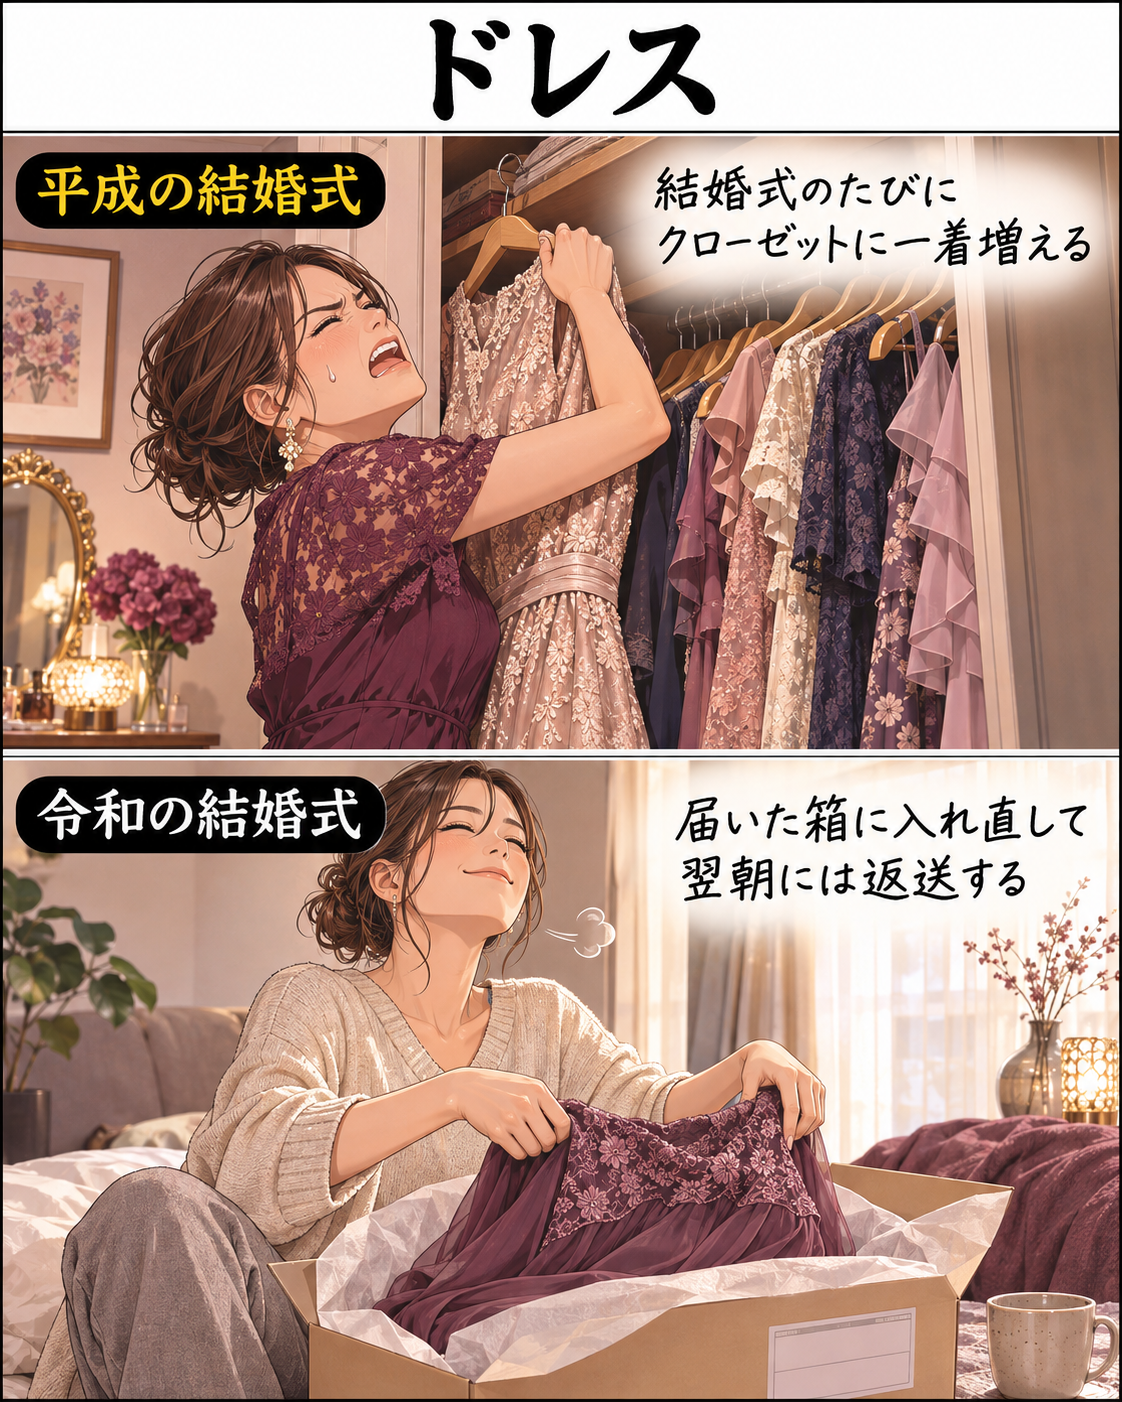 ドレス
平成の結婚式
結婚式のたびに
クローゼットに一着増える
令和の結婚式
届いた箱に入れ直して
翌朝には返送する